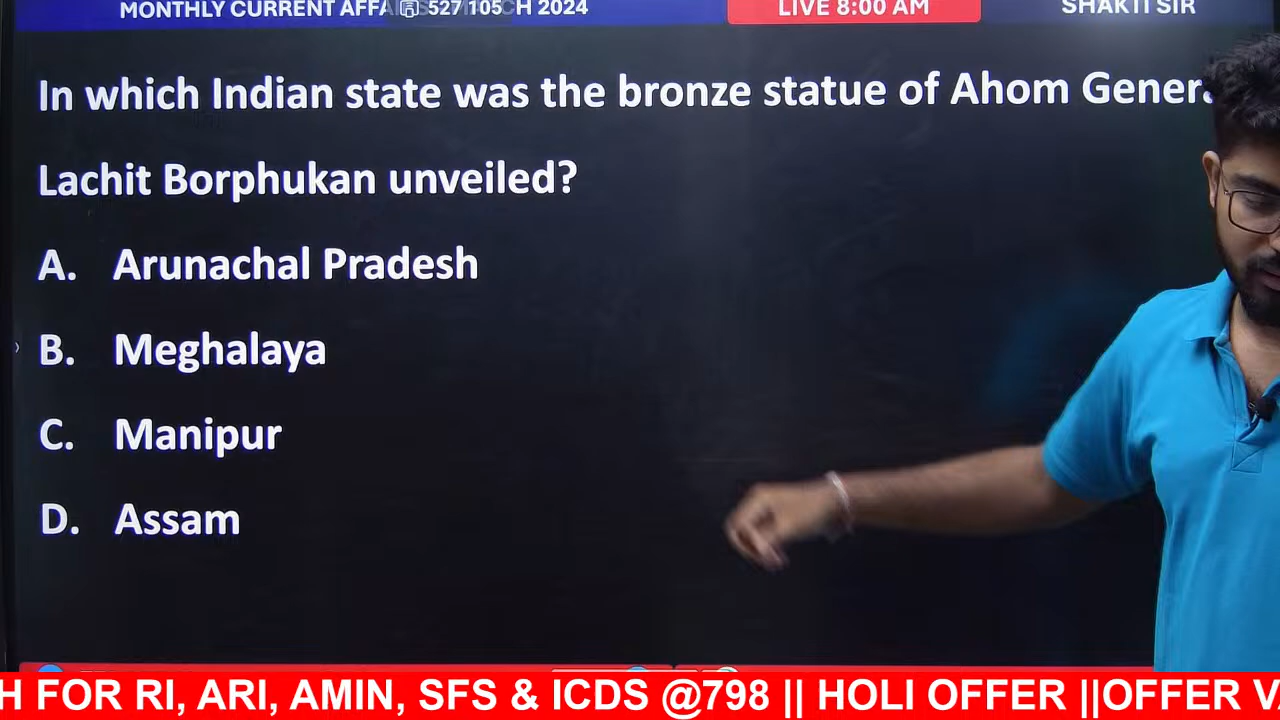 MONTHLY CURRENT AFFA 527 105 CH 2024
LIVE 8:00 AM
SHAKTI SIR
In which Indian state was the bronze statue of Ahom Gener
Lachit Borphukan unveiled?
A. Arunachal Pradesh
B. Meghalaya
C. Manipur
D. Assam
H FOR RI, ARI, AMIN, SFS & ICDS @798 || HOLI OFFER ||OFFER VA